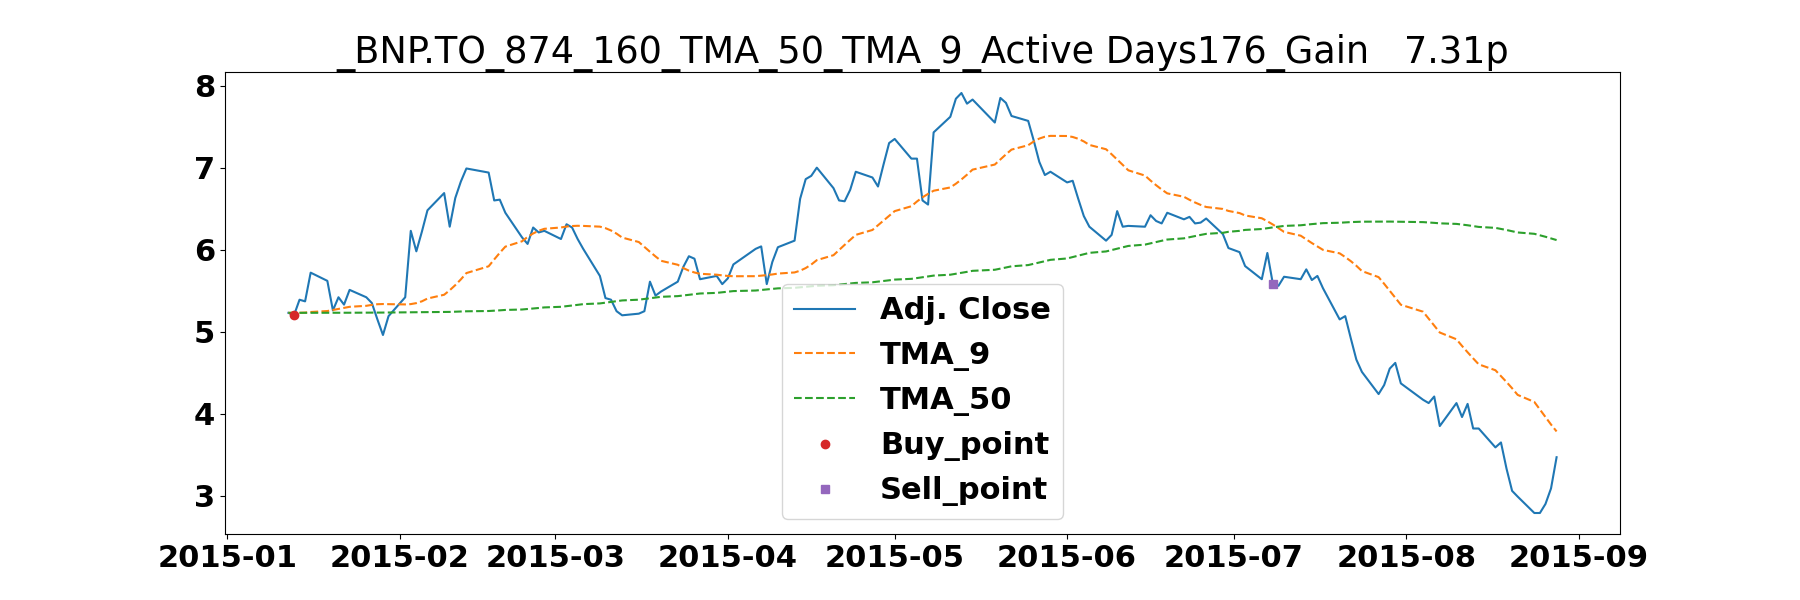 _BNP.TO_874_160_TMA_50_TMA_9_Active Days176_Gain   7.31p
8
7
6
5
4
3
Adj. Close
TMA_9
TMA_50
Buy_point
Sell_point
2015-01 2015-02 2015-03 2015-04 2015-05 2015-06 2015-07 2015-08 2015-09